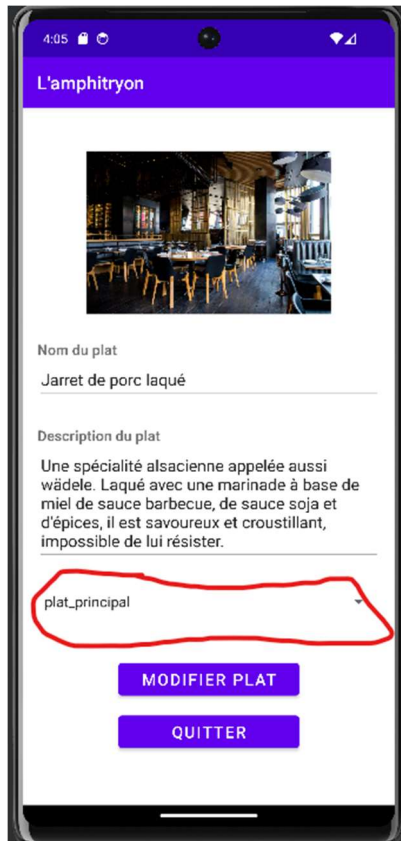 4:05
L'amphitryon
Nom du plat
Jarret de porc laqué
Description du plat
Une spécialité alsacienne appelée aussi
wädele. Laqué avec une marinade à base de
miel de sauce barbecue, de sauce soja et
d'épices, il est savoureux et croustillant,
impossible de lui résister.
plat_principal
MODIFIER PLAT
QUITTER